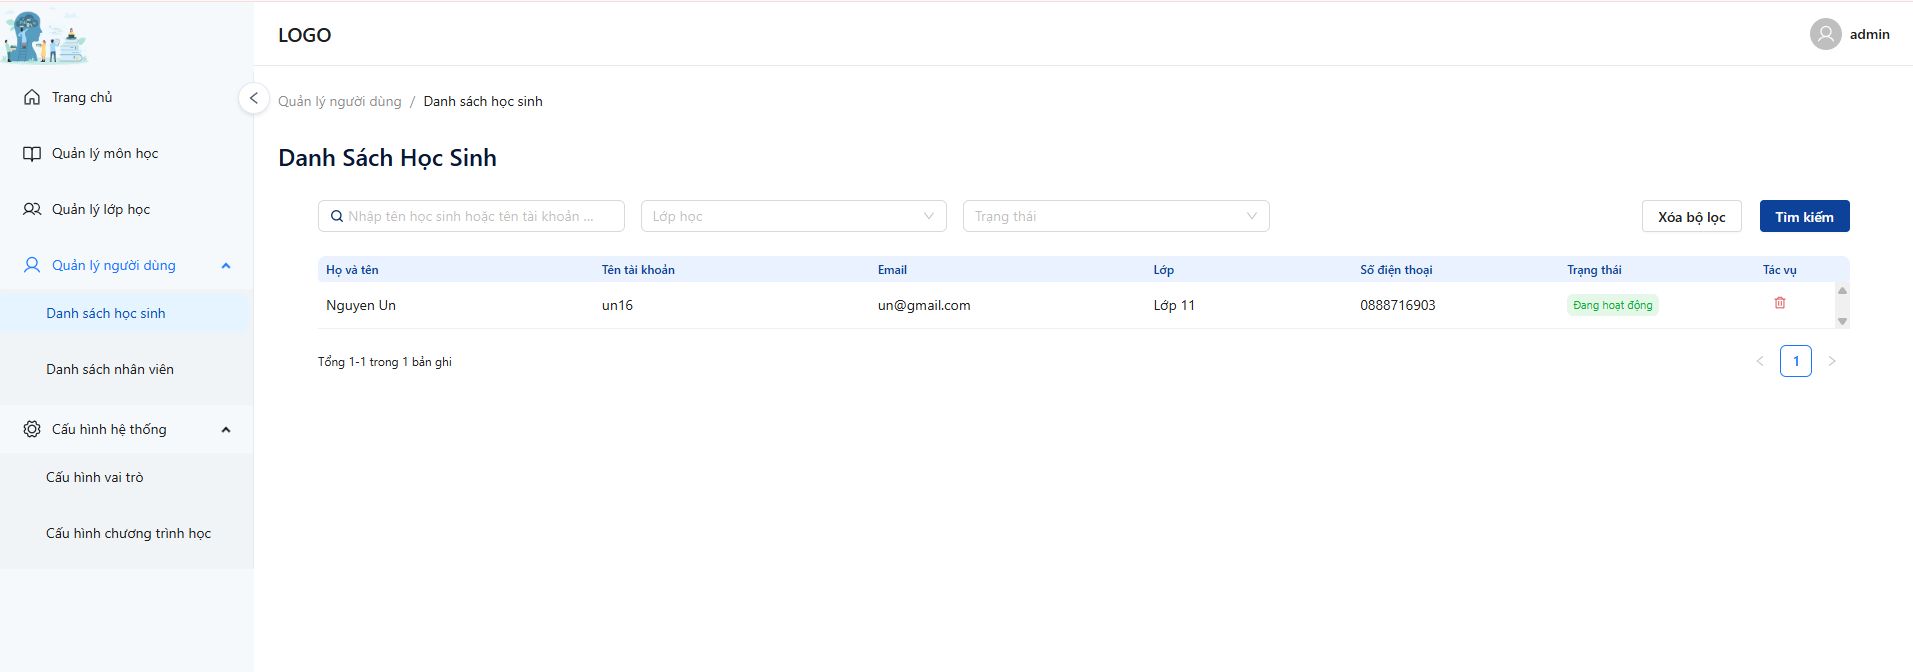 LOGO
admin
Trang chủ
Quản lý môn học
Quản lý lớp học
Quản lý người dùng
Danh sách học sinh
Danh sách nhân viên
Cấu hình hệ thống
Cấu hình vai trò
Cấu hình chương trình học
Quản lý người dùng / Danh sách học sinh
Danh Sách Học Sinh
Nhập tên học sinh hoặc tên tài khoản ... Lớp học Trạng thái Xóa bộ lọc Tìm kiếm
Họ và tên Tên tài khoản Email Lớp Số điện thoại Trạng thái Tác vụ
Nguyen Un un16 un@gmail.com Lớp 11 0888716903 Đang hoạt động
Tổng 1-1 trong 1 bản ghi 1